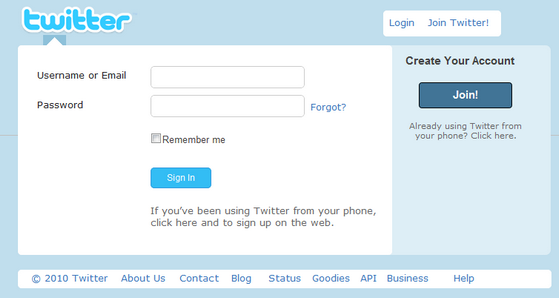 twitter
Login Join Twitter!
Create Your Account
Username or Email
Join!
Password
Forgot?
Already using Twitter from
your phone? Click here.
Remember me
Sign In
If you've been using Twitter from your phone,
click here and to sign up on the web.
© 2010 Twitter About Us Contact Blog Status Goodies API Business Help